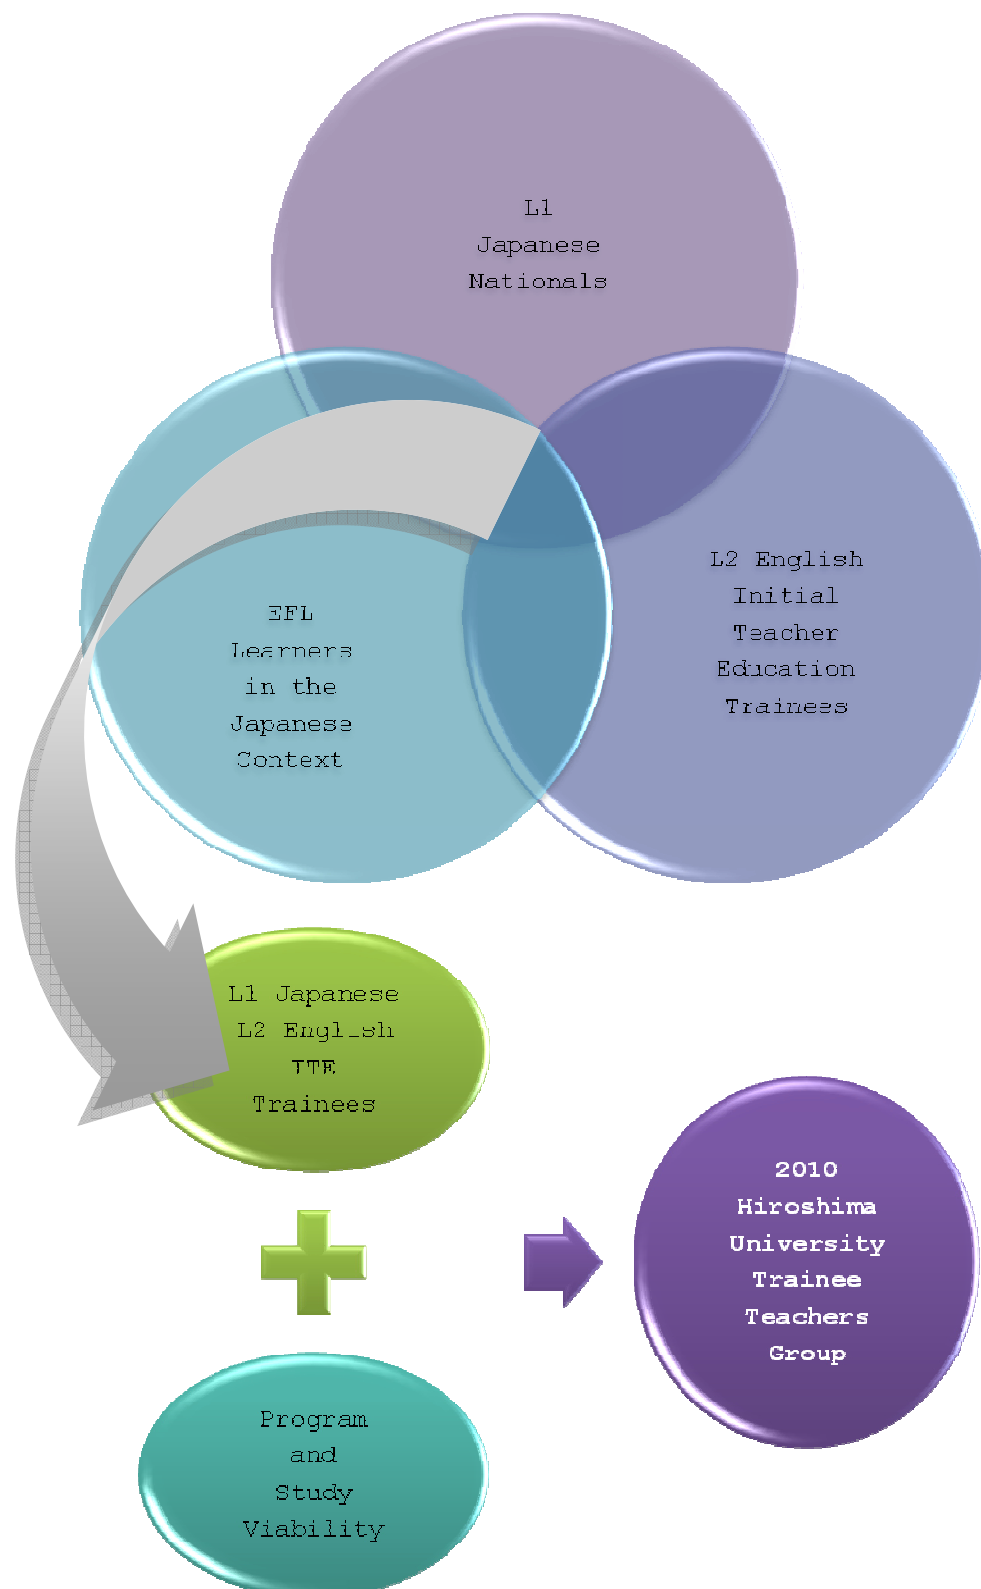 L1
Japanese
Nationals
L2 English
Initial
Teacher
Education
Trainees
EFL
Learners
in the
Japanese
Context
L1 Japanese
L2 English
ITE
Trainees
2010
Hiroshima
University
Trainee
Teachers
Group
Program
and
Study
Viability